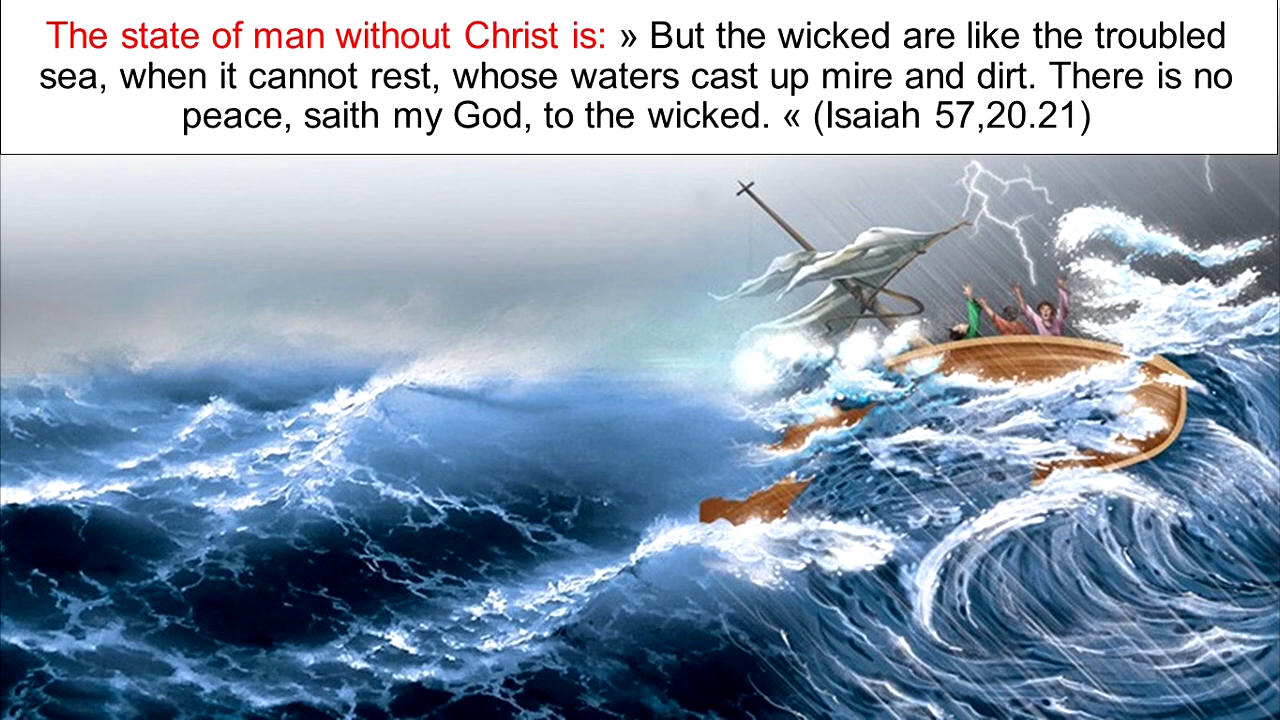 The state of man without Christ is: » But the wicked are like the troubled
sea, when it cannot rest, whose waters cast up mire and dirt. There is no
peace, saith my God, to the wicked. « (Isaiah 57,20.21)